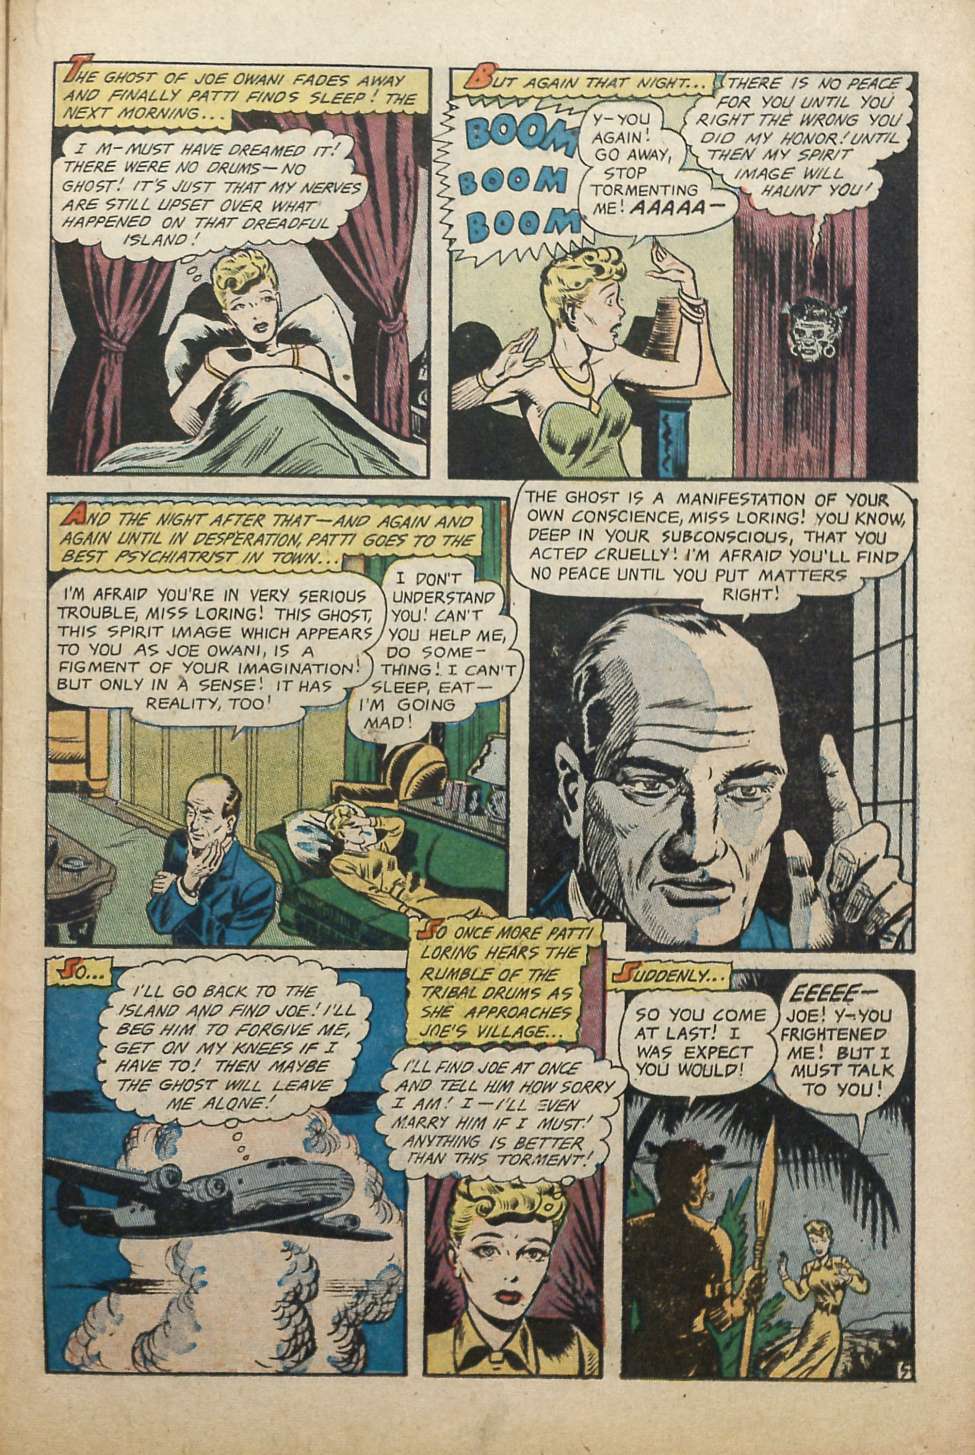 THE GHOST OF JOE OWANI FADES AWAY
AND FINALLY PATTI FINDS SLEEP! THE
NEXT MORNING...
I M-MUST HAVE DREAMED IT!
THERE WERE NO DRUMS—NO
GHOST! IT'S JUST THAT MY NERVES
ARE STILL UPSET OVER WHAT
HAPPENED ON THAT DREADFUL
ISLAND!
BUT AGAIN THAT NIGHT...
BOOM
BOOM
BOOM
Y-YOU
AGAIN!
GO AWAY,
STOP
TORMENTING
ME! AAAAA—
THERE IS NO PEACE
FOR YOU UNTIL YOU
RIGHT THE WRONG YOU
DID MY HONOR! UNTIL
THEN MY SPIRIT
IMAGE WILL
HAUNT YOU!
AND THE NIGHT AFTER THAT—AND AGAIN AND
AGAIN UNTIL IN DESPERATION, PATTI GOES TO THE
BEST PSYCHIATRIST IN TOWN...
I'M AFRAID YOU'RE IN VERY SERIOUS
TROUBLE, MISS LORING! THIS GHOST,
THIS SPIRIT IMAGE WHICH APPEARS
TO YOU AS JOE OWANI, IS A
FIGMENT OF YOUR IMAGINATION!
BUT ONLY IN A SENSE! IT HAS
REALITY, TOO!
I DON'T
UNDERSTAND
YOU! CAN'T
YOU HELP ME,
DO SOME-
THING! I CAN'T
SLEEP, EAT—
I'M GOING
MAD!
THE GHOST IS A MANIFESTATION OF YOUR
OWN CONSCIENCE, MISS LORING! YOU KNOW,
DEEP IN YOUR SUBCONSCIOUS, THAT YOU
ACTED CRUELLY! I'M AFRAID YOU'LL FIND
NO PEACE UNTIL YOU PUT MATTERS
RIGHT!
SO...
I'LL GO BACK TO THE
ISLAND AND FIND JOE! I'LL
BEG HIM TO FORGIVE ME,
GET ON MY KNEES IF I
HAVE TO! THEN MAYBE
THE GHOST WILL LEAVE
ME ALONE!
SO ONCE MORE PATTI
LORING HEARS THE
RUMBLE OF THE
TRIBAL DRUMS AS
SHE APPROACHES
JOE'S VILLAGE...
I'LL FIND JOE AT ONCE
AND TELL HIM HOW SORRY
I AM! I—I'LL EVEN
MARRY HIM IF I MUST!
ANYTHING IS BETTER
THAN THIS TORMENT!
SUDDENLY...
SO YOU COME
AT LAST! I
WAS EXPECT
YOU WOULD!
EEEEE—
JOE! Y-YOU
FRIGHTENED
ME! BUT I
MUST TALK
TO YOU!
5